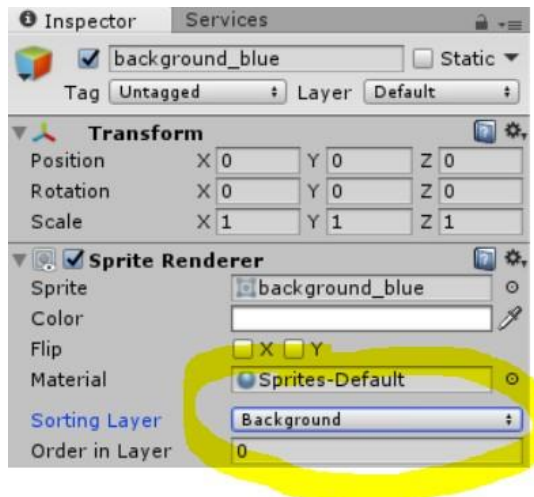 Inspector Services
background_blue Static
Tag Untagged Layer Default
Transform
Position X 0 Y 0 Z 0
Rotation X 0 Y 0 Z 0
Scale X 1 Y 1 Z 1
Sprite Renderer
Sprite background_blue
Color
Flip X Y
Material Sprites-Default
Sorting Layer Background
Order in Layer 0